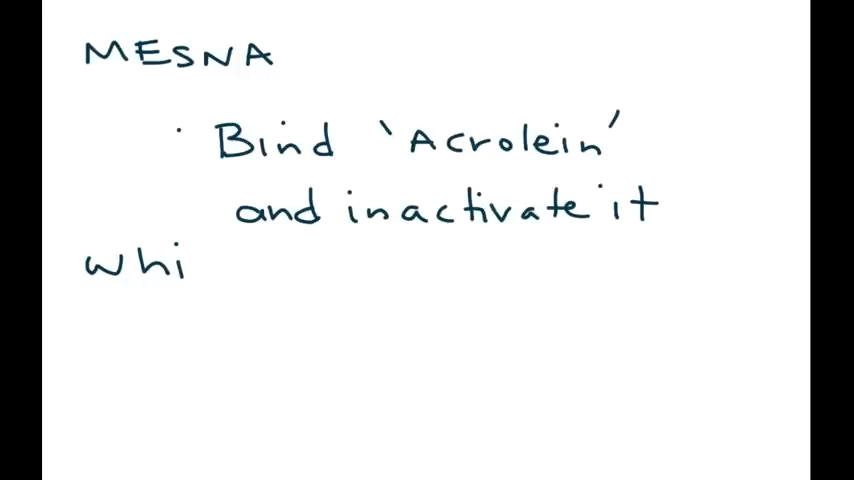 MESNA
· Bind 'Acrolein'
and inactivate it
whi